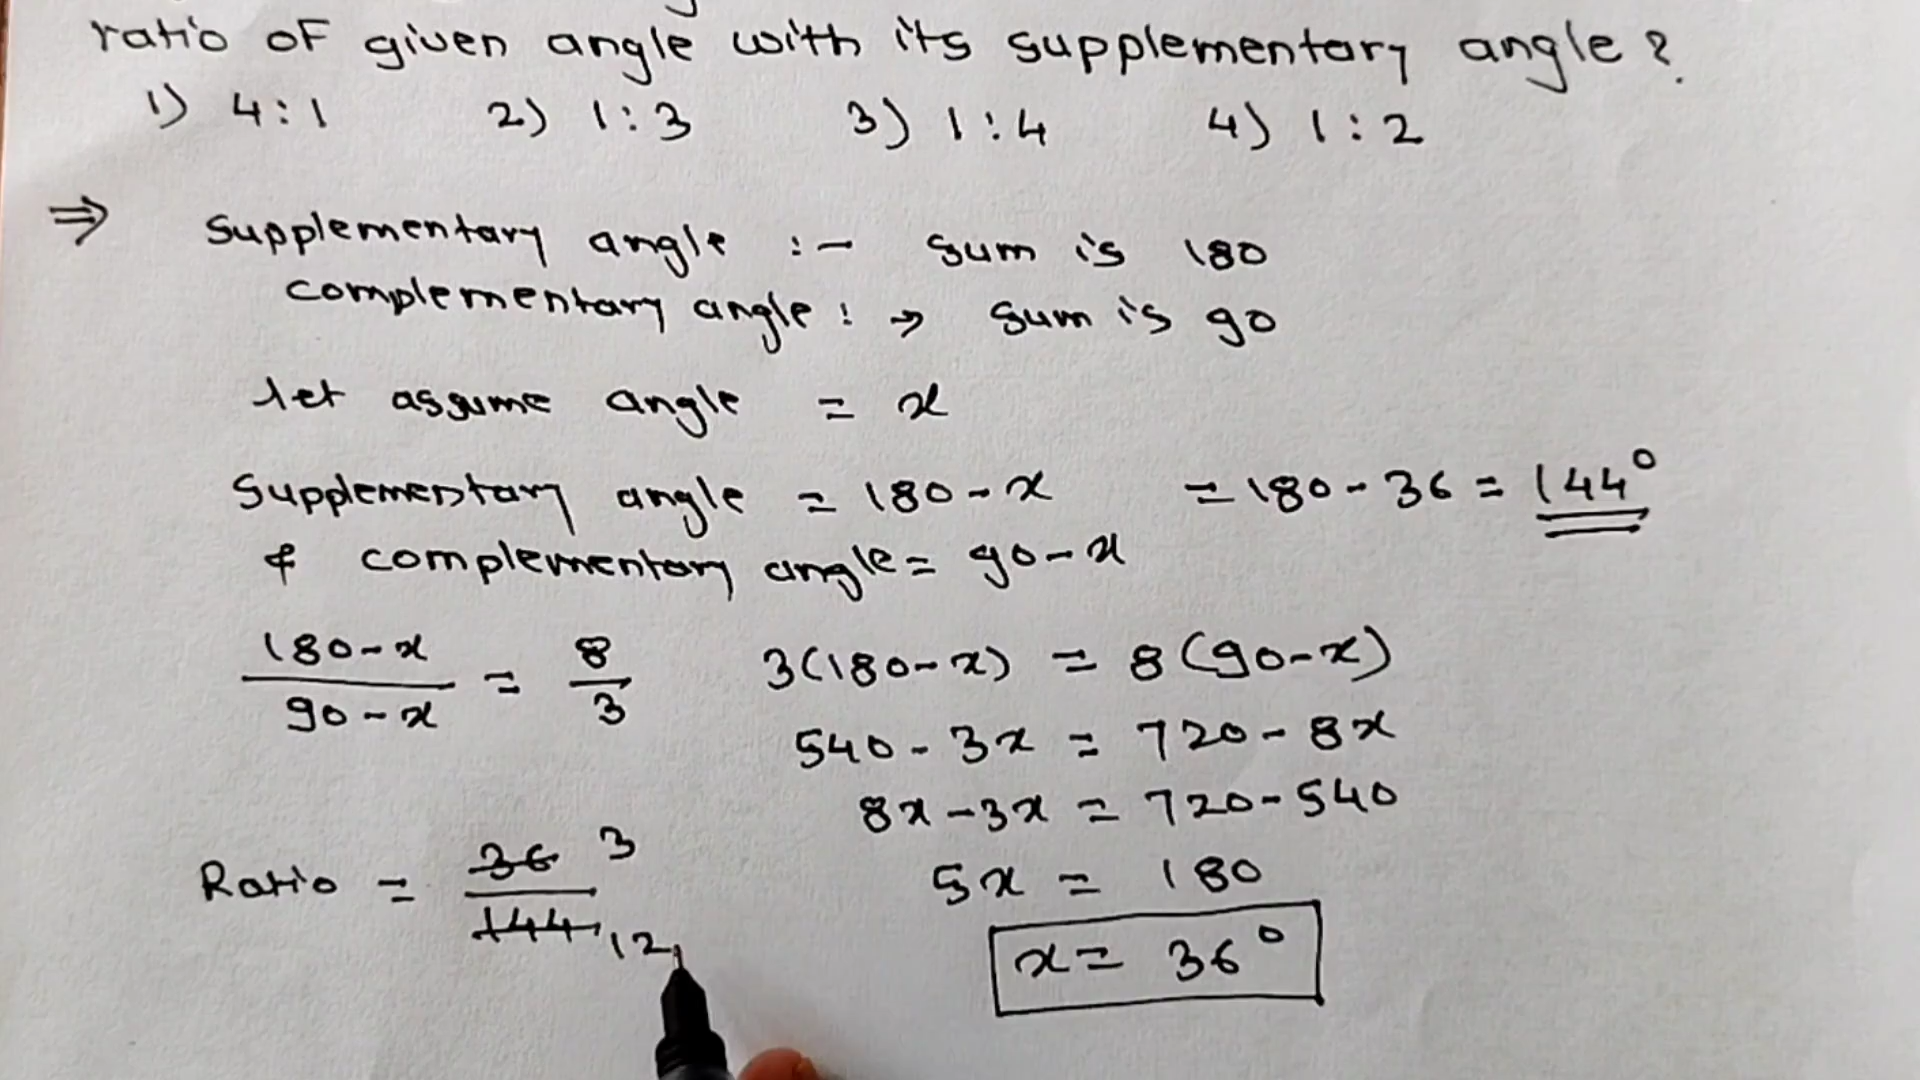 ratio of given angle with its supplementary angle?
1) 4:1 2) 1:3 3) 1:4 4) 1:2
⇒ Supplementary angle :- sum is 180
complementary angle: → sum is 90
let assume angle = x
Supplementary angle = 180-x = 180-36 = 144°
& complementary angle = 90-x
180-x / 90-x = 8/3
3(180-x) = 8(90-x)
540-3x = 720-8x
8x-3x = 720-540
5x = 180
x = 36°
Ratio = 36/144 3/12